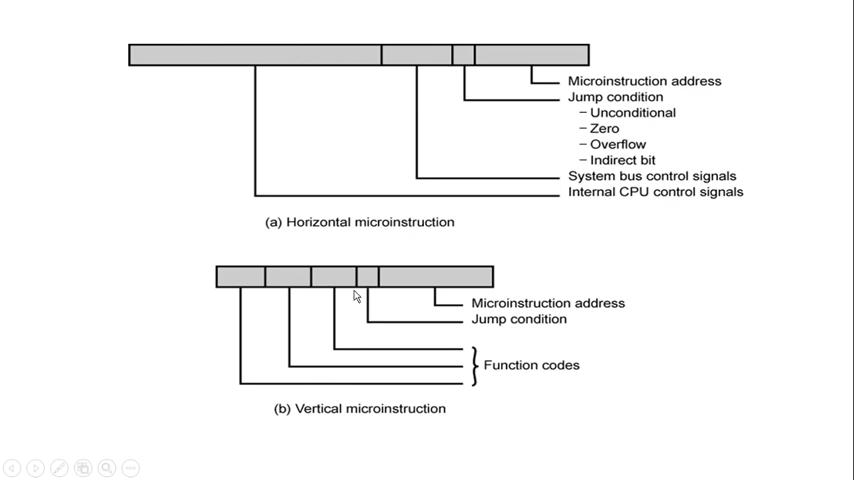 Microinstruction address
Jump condition
– Unconditional
– Zero
– Overflow
– Indirect bit
System bus control signals
Internal CPU control signals
(a) Horizontal microinstruction
Microinstruction address
Jump condition
Function codes
(b) Vertical microinstruction